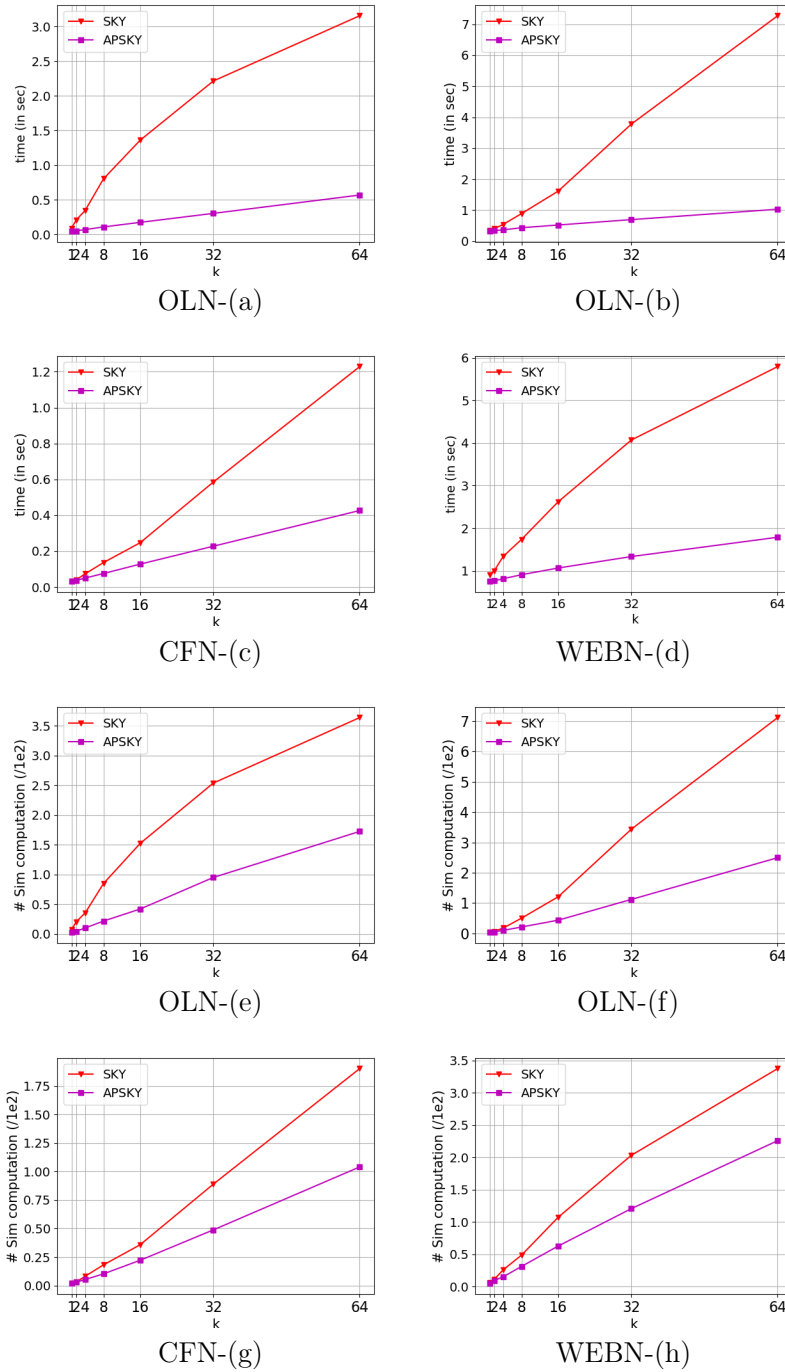 SKY
APSKY
3.0
2.5
2.0
1.5
1.0
0.5
0.0
time (in sec)
1 2 4 8 16 32 64
k
OLN-(a)
SKY
APSKY
7
6
5
4
3
2
1
0
time (in sec)
1 2 4 8 16 32 64
k
OLN-(b)
SKY
APSKY
1.2
1.0
0.8
0.6
0.4
0.2
0.0
time (in sec)
1 2 4 8 16 32 64
k
CFN-(c)
SKY
APSKY
6
5
4
3
2
1
time (in sec)
1 2 4 8 16 32 64
k
WEBN-(d)
SKY
APSKY
3.5
3.0
2.5
2.0
1.5
1.0
0.5
0.0
# Sim computation (/1e2)
1 2 4 8 16 32 64
k
OLN-(e)
SKY
APSKY
7
6
5
4
3
2
1
0
# Sim computation (/1e2)
1 2 4 8 16 32 64
k
OLN-(f)
SKY
APSKY
1.75
1.50
1.25
1.00
0.75
0.50
0.25
0.00
# Sim computation (/1e2)
1 2 4 8 16 32 64
k
CFN-(g)
SKY
APSKY
3.5
3.0
2.5
2.0
1.5
1.0
0.5
0.0
# Sim computation (/1e2)
1 2 4 8 16 32 64
k
WEBN-(h)